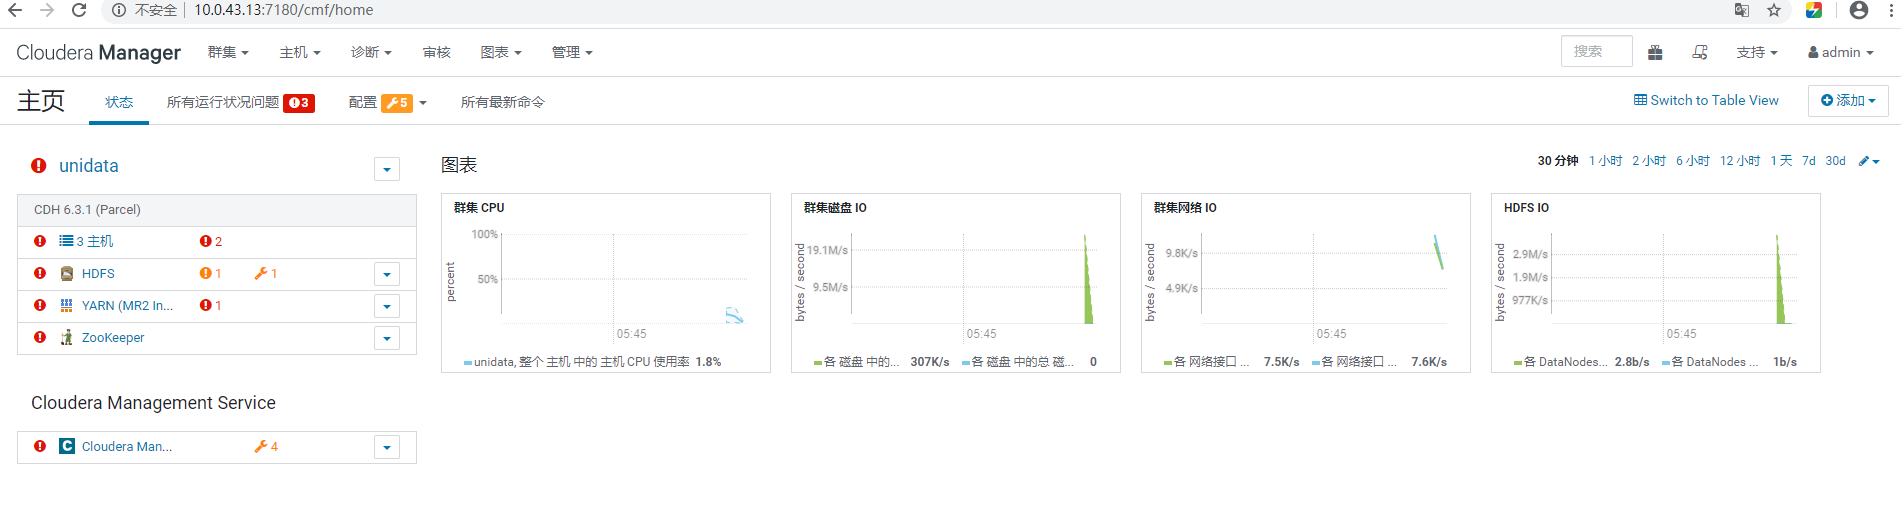 不安全 10.0.43.13:7180/cmf/home
Cloudera Manager 群集 主机 诊断 审核 图表 管理 搜索 支持 admin
主页 状态 所有运行状况问题 3 配置 5 所有最新命令 Switch to Table View 添加
unidata
图表 30 分钟 1 小时 2 小时 6 小时 12 小时 1 天 7d 30d
CDH 6.3.1 (Parcel)
3 主机 2
HDFS 1 1
YARN (MR2 In... 1
ZooKeeper
Cloudera Management Service
C Cloudera Man... 4
群集 CPU
percent
100%
50%
05:45
unidata, 整个 主机 中的 主机 CPU 使用率 1.8%
群集磁盘 IO
bytes / second
19.1M/s
9.5M/s
05:45
各 磁盘 中的... 307K/s 各 磁盘 中的总 磁... 0
群集网络 IO
bytes / second
9.8K/s
4.9K/s
05:45
各 网络接口 ... 7.5K/s 各 网络接口 ... 7.6K/s
HDFS IO
bytes / second
2.9M/s
1.9M/s
977K/s
05:45
各 DataNodes... 2.8b/s 各 DataNodes ... 1b/s